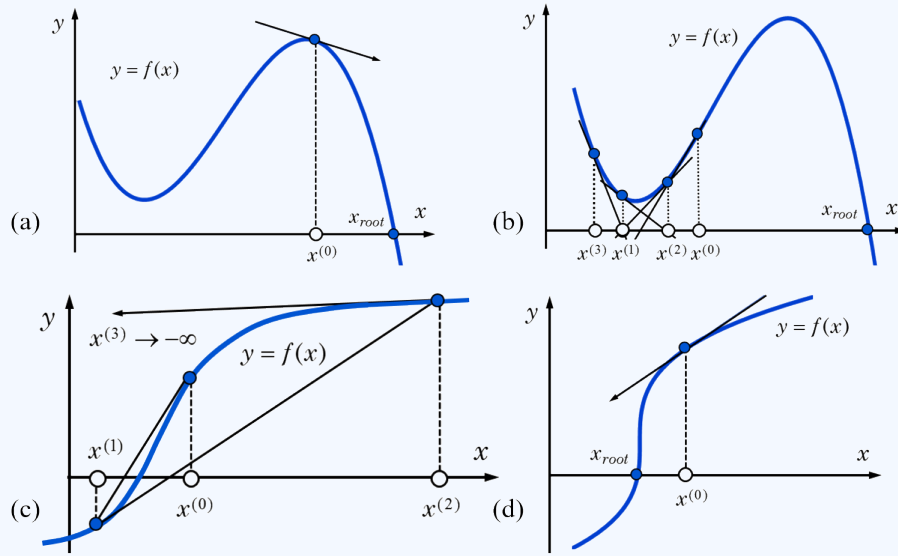 y
y = f(x)
x_root
x
(a)
x⁽⁰⁾
y
y = f(x)
x_root
x
(b)
x⁽³⁾ x⁽¹⁾ x⁽²⁾ x⁽⁰⁾
y
x⁽³⁾ → −∞
y = f(x)
x⁽¹⁾
x
(c)
x⁽⁰⁾
x⁽²⁾
y
y = f(x)
x_root
x
(d)
x⁽⁰⁾